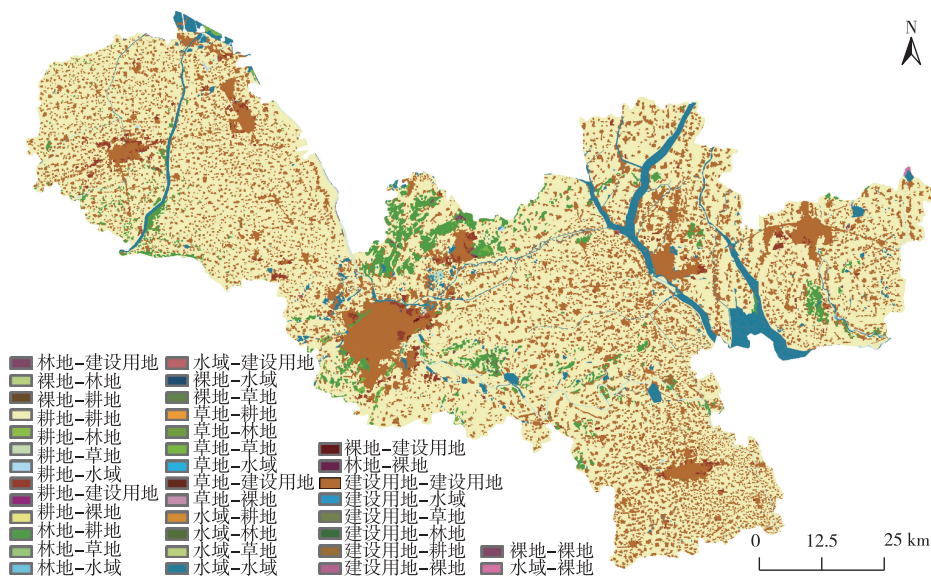 N
林地-建设用地
裸地-林地
裸地-耕地
耕地-耕地
耕地-林地
耕地-草地
耕地-水域
耕地-建设用地
耕地-裸地
林地-耕地
林地-草地
林地-水域
水域-建设用地
裸地-水域
裸地-草地
草地-耕地
草地-林地
草地-草地
草地-水域
草地-建设用地
草地-裸地
水域-耕地
水域-林地
水域-草地
水域-水域
裸地-建设用地
林地-裸地
建设用地-建设用地
建设用地-水域
建设用地-草地
建设用地-林地
建设用地-耕地
建设用地-裸地
裸地-裸地
水域-裸地
0 12.5 25 km